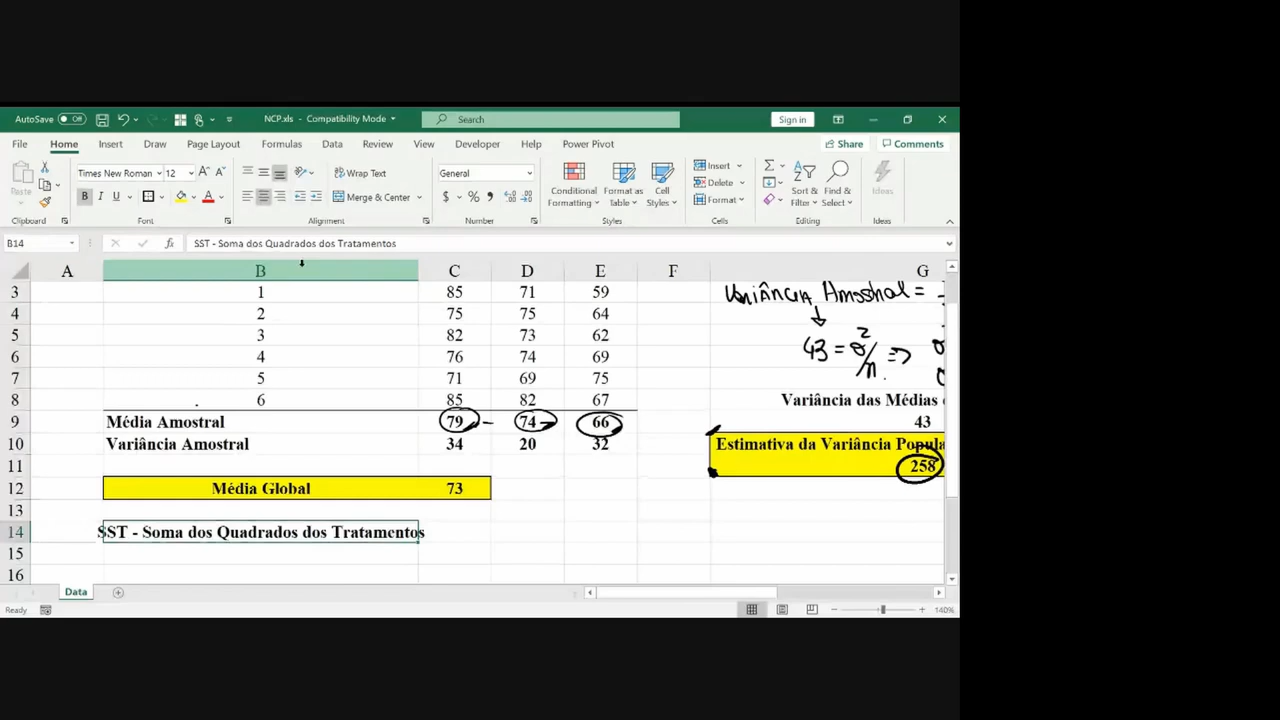 AutoSave Off NCP.xls - Compatibility Mode Search Sign in
File Home Insert Draw Page Layout Formulas Data Review View Developer Help Power Pivot Share Comments
Paste Times New Roman 12 A A Wrap Text General Conditional Formatting Format as Table Cell Styles Insert Delete Format Sort & Filter Find & Select Ideas
B I U A Merge & Center $ % 9
Clipboard Font Alignment Number Styles Cells Editing Ideas
B14 fx SST - Soma dos Quadrados dos Tratamentos
A B C D E F G
3 1 85 71 59 Variância Amostral =
4 2 75 75 64
5 3 82 73 62
6 4 76 74 69 43 = σ²/n =>
7 5 71 69 75
8 6 85 82 67 Variância das Médias
9 Média Amostral 79 74 66 43
10 Variância Amostral 34 20 32 Estimativa da Variância
11 258
12 Média Global 73
13
14 SST - Soma dos Quadrados dos Tratamentos
15
16
Data
Ready 140%